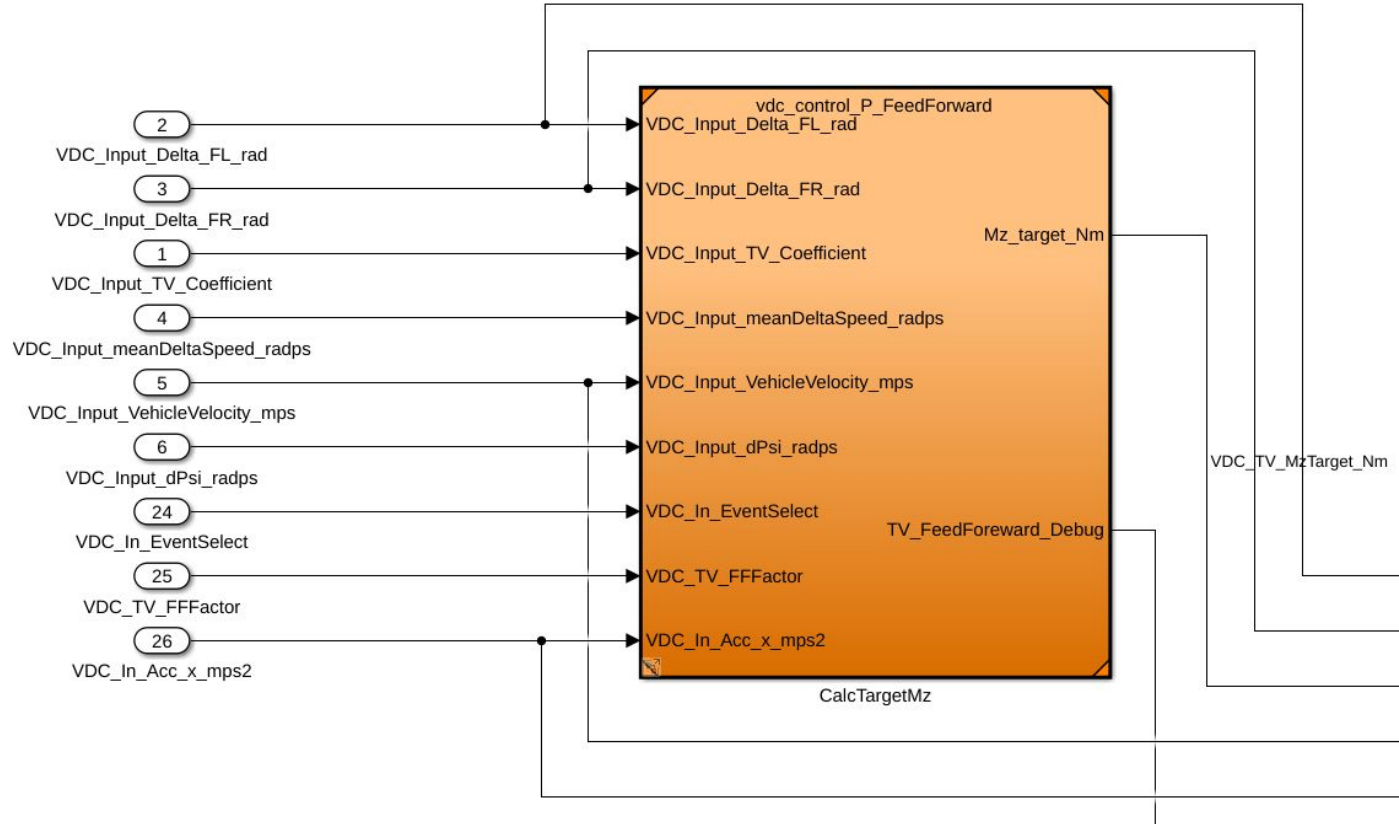 vdc_control_P_FeedForward
2
VDC_Input_Delta_FL_rad
VDC_Input_Delta_FL_rad
3
VDC_Input_Delta_FR_rad
VDC_Input_Delta_FR_rad
Mz_target_Nm
1
VDC_Input_TV_Coefficient
VDC_Input_TV_Coefficient
4
VDC_Input_meanDeltaSpeed_radps
VDC_Input_meanDeltaSpeed_radps
5
VDC_Input_VehicleVelocity_mps
VDC_Input_VehicleVelocity_mps
6
VDC_Input_dPsi_radps
VDC_Input_dPsi_radps
VDC_TV_MzTarget_Nm
24
VDC_In_EventSelect
VDC_In_EventSelect
TV_FeedForeward_Debug
25
VDC_TV_FFFactor
VDC_TV_FFFactor
26
VDC_In_Acc_x_mps2
VDC_In_Acc_x_mps2
CalcTargetMz